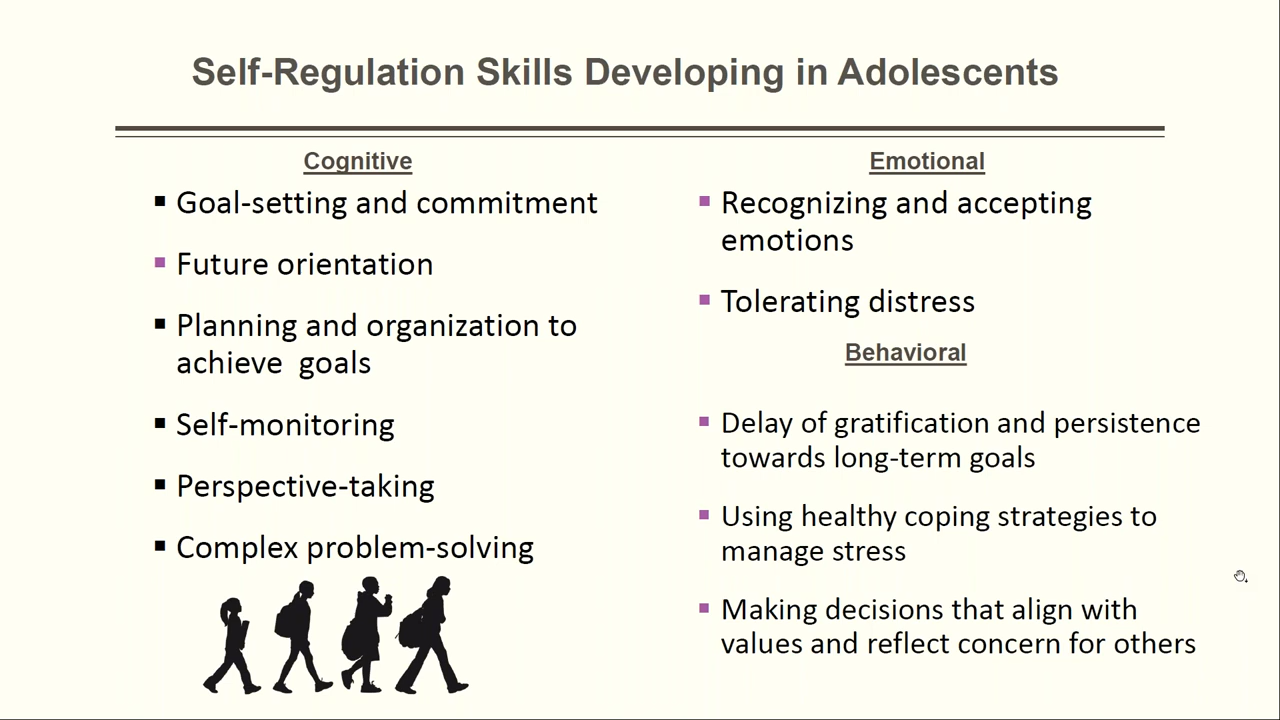 Self-Regulation Skills Developing in Adolescents
Cognitive
▪ Goal-setting and commitment
▪ Future orientation
▪ Planning and organization to
achieve  goals
▪ Self-monitoring
▪ Perspective-taking
▪ Complex problem-solving
Emotional
▪ Recognizing and accepting
emotions
▪ Tolerating distress
Behavioral
▪ Delay of gratification and persistence
towards long-term goals
▪ Using healthy coping strategies to
manage stress
▪ Making decisions that align with
values and reflect concern for others